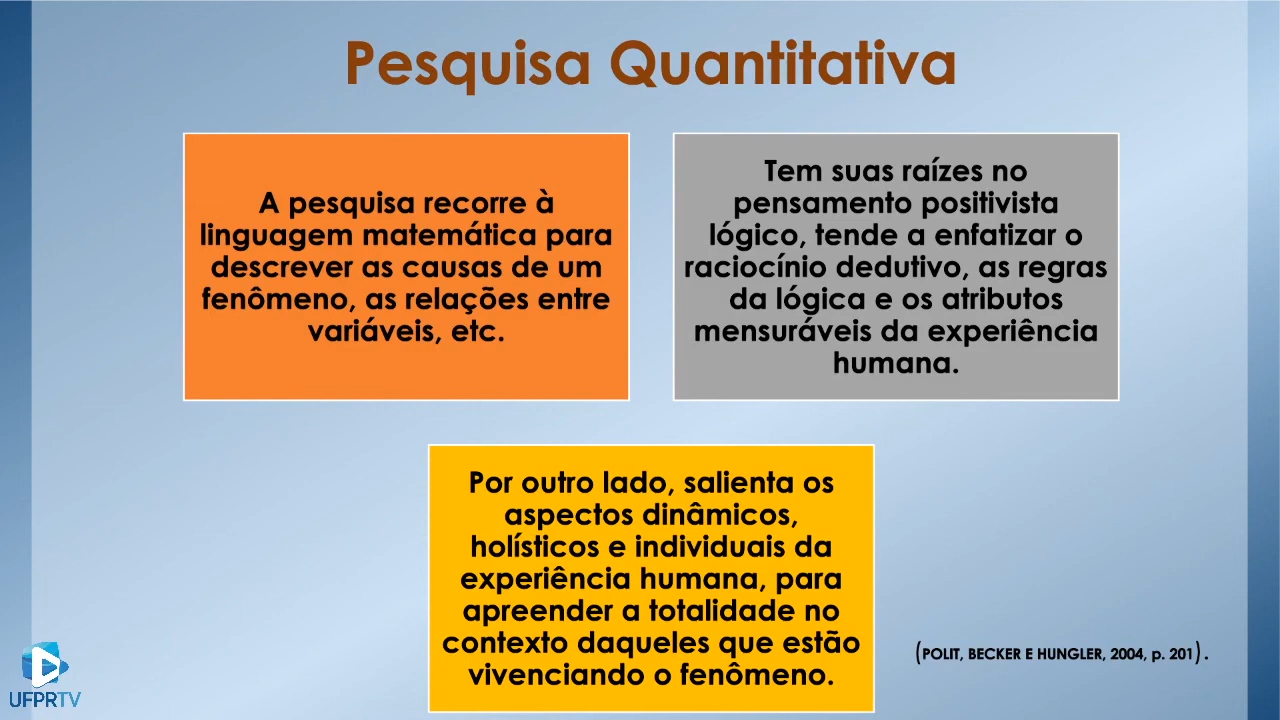 Pesquisa Quantitativa
A pesquisa recorre à
linguagem matemática para
descrever as causas de um
fenômeno, as relações entre
variáveis, etc.
Tem suas raízes no
pensamento positivista
lógico, tende a enfatizar o
raciocínio dedutivo, as regras
da lógica e os atributos
mensuráveis da experiência
humana.
Por outro lado, salienta os
aspectos dinâmicos,
holísticos e individuais da
experiência humana, para
apreender a totalidade no
contexto daqueles que estão
vivenciando o fenômeno.
(POLIT, BECKER E HUNGLER, 2004, p. 201).
UFPRTV